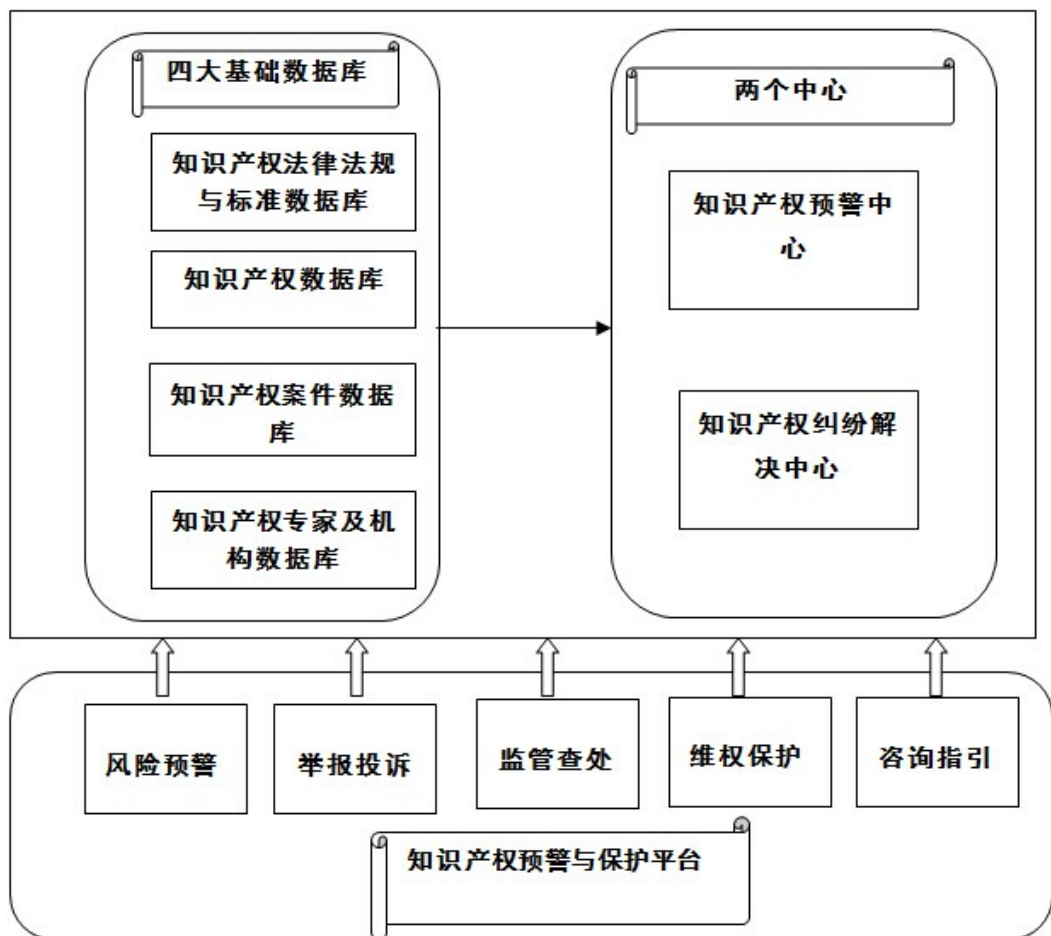 四大基础数据库
知识产权法律法规
与标准数据库
知识产权数据库
知识产权案件数据
库
知识产权专家及机
构数据库
两个中心
知识产权预警中
心
知识产权纠纷解
决中心
风险预警
举报投诉
监管查处
维权保护
咨询指引
知识产权预警与保护平台